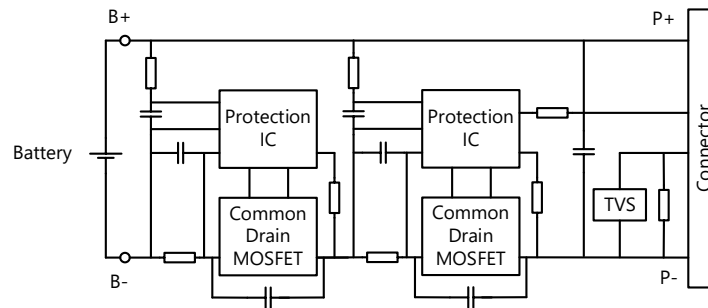 B+
P+
Protection
IC
Protection
IC
Battery
Connector
TVS
Common
Drain
MOSFET
Common
Drain
MOSFET
B-
P-